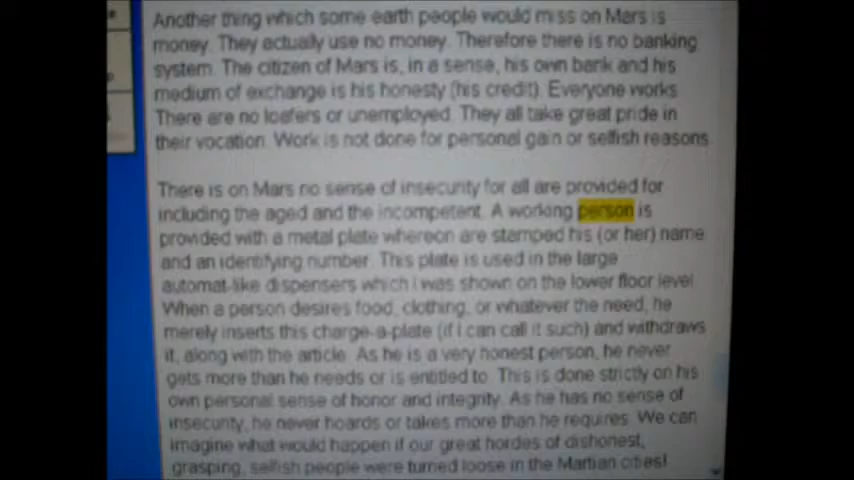 Another thing which some earth people would miss on Mars is
money. They actually use no money. Therefore there is no banking
system. The citizen of Mars is, in a sense, his own bank and his
medium of exchange is his honesty (his credit). Everyone works.
There are no loafers or unemployed. They all take great pride in
their vocation. Work is not done for personal gain or selfish reasons.
There is on Mars no sense of insecurity for all are provided for
including the aged and the incompetent. A working person is
provided with a metal plate whereon are stamped his (or her) name
and an identifying number. This plate is used in the large
automat-like dispensers which I was shown on the lower floor level.
When a person desires food, clothing, or whatever the need, he
merely inserts this charge-a-plate (if I can call it such) and withdraws
it, along with the article. As he is a very honest person, he never
gets more than he needs or is entitled to. This is done strictly on his
own personal sense of honor and integrity. As he has no sense of
insecurity, he never hoards or takes more than he requires. We can
imagine what would happen if our great hordes of dishonest,
grasping, selfish people were turned loose in the Martian cities!